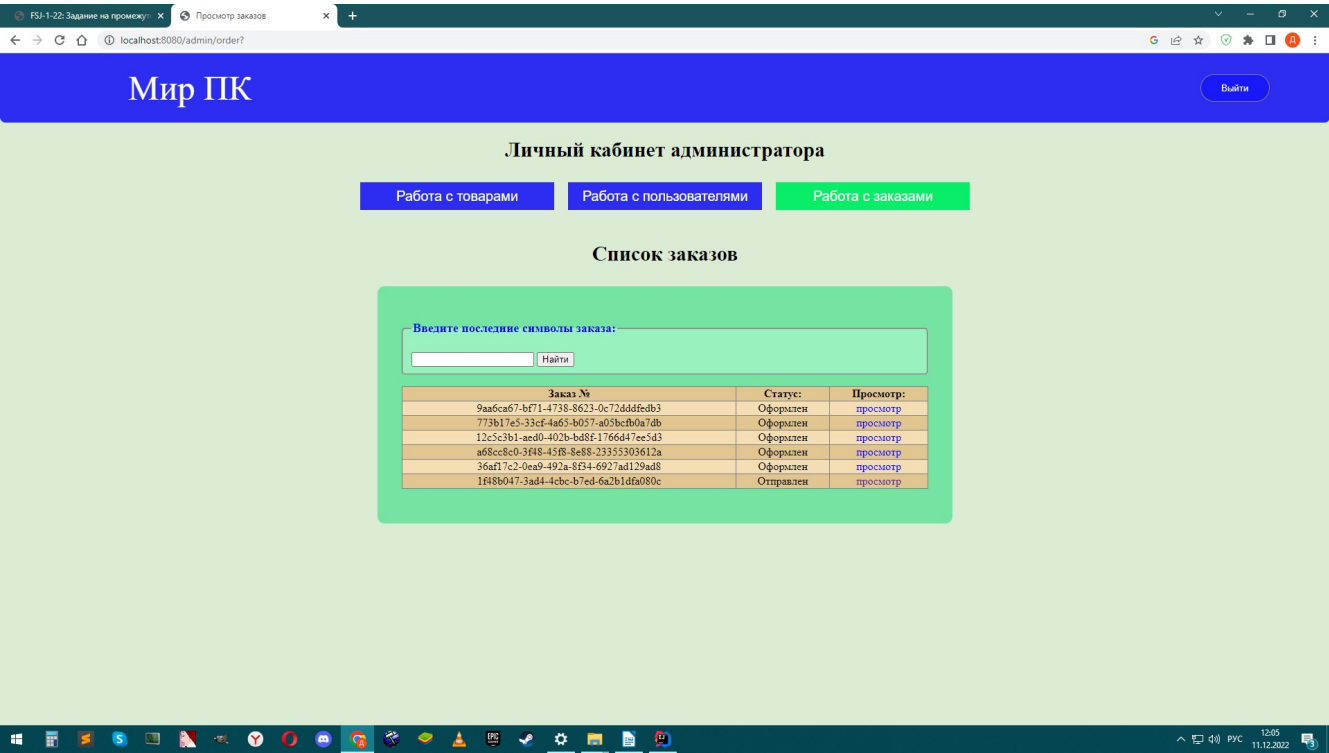 FSJ-1-22: Задание на промежут
Просмотр заказов
localhost:8080/admin/order?
Мир ПК
Выйти
Личный кабинет администратора
Работа с товарами Работа с пользователями Работа с заказами
Список заказов
Введите последние символы заказа:
Найти
Заказ № Статус: Просмотр:
9aa6ca67-bf71-4738-8623-0c72dddfedb3 Оформлен просмотр
773b17e5-33cf-4a65-b057-a05bcfb0a7db Оформлен просмотр
12c5c3b1-aed0-402b-bd8f-1766d47ee5d3 Оформлен просмотр
a68cc8c0-3f48-45f8-8e88-23355303612a Оформлен просмотр
36af17c2-0ea9-492a-8f34-6927ad129ad8 Оформлен просмотр
1f48b047-3ad4-4cbc-b7ed-6a2b1dfa080c Отправлен просмотр
РУС
12:05
11.12.2022